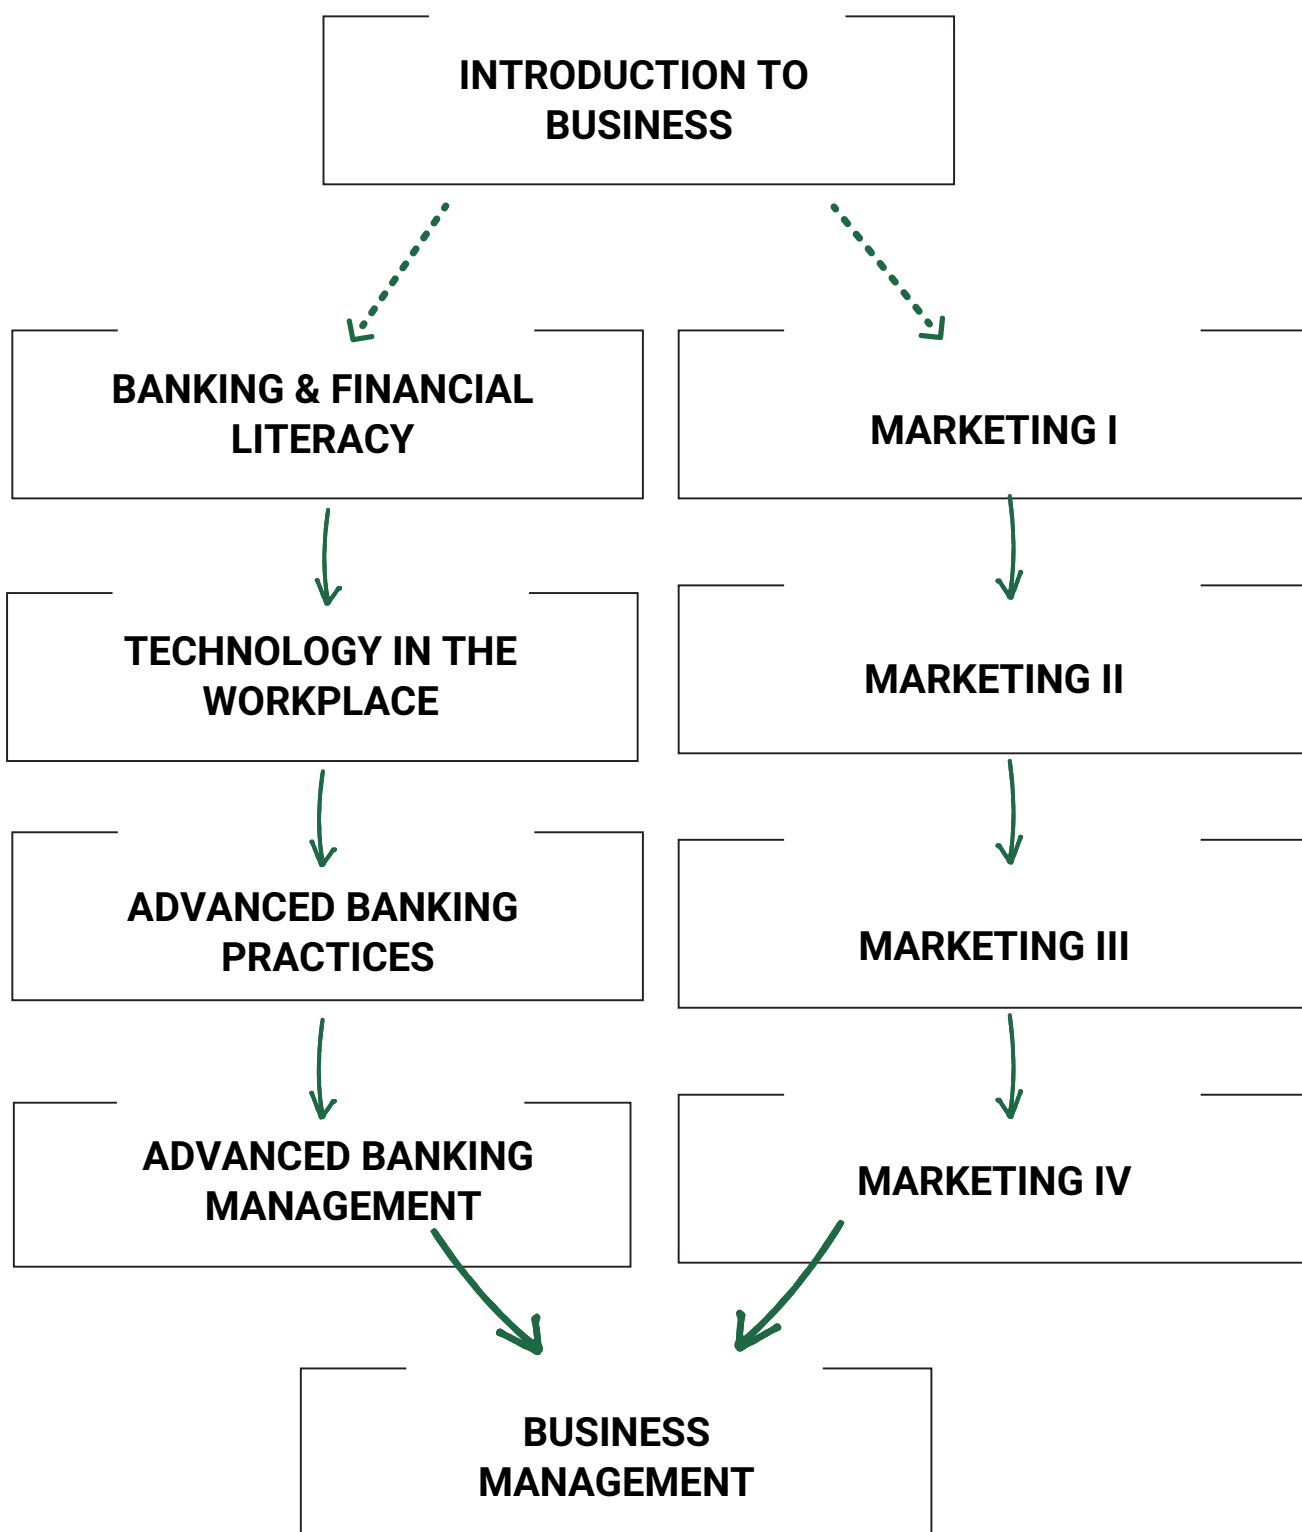 INTRODUCTION TO
BUSINESS
BANKING & FINANCIAL
LITERACY
MARKETING I
TECHNOLOGY IN THE
WORKPLACE
MARKETING II
ADVANCED BANKING
PRACTICES
MARKETING III
ADVANCED BANKING
MANAGEMENT
MARKETING IV
BUSINESS
MANAGEMENT